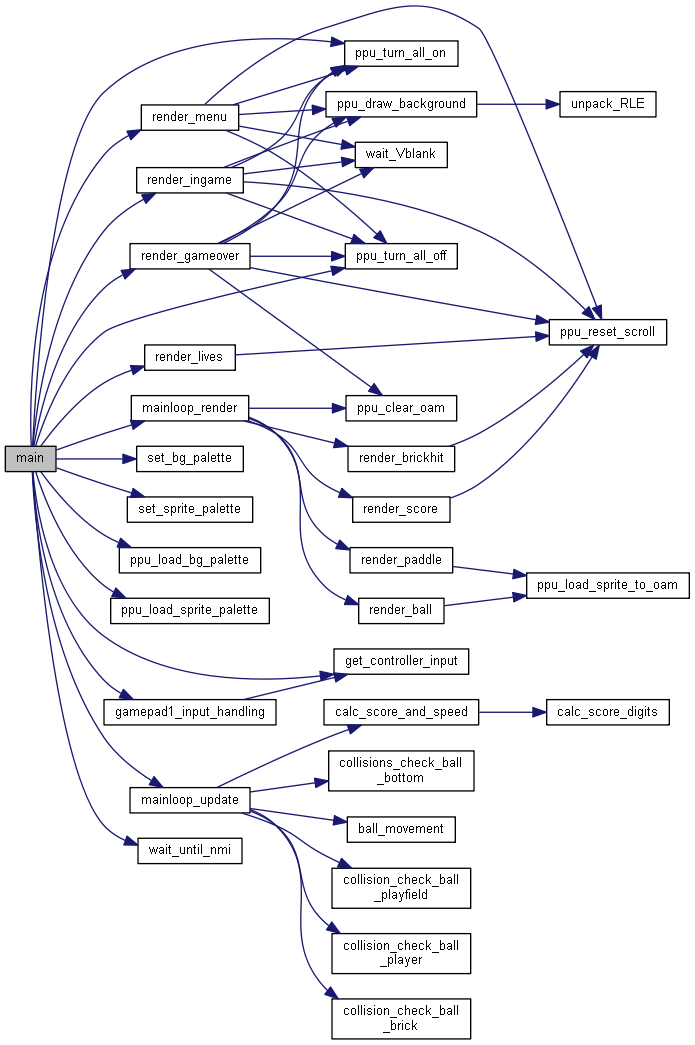 main
render_menu
render_ingame
render_gameover
render_lives
mainloop_render
set_bg_palette
set_sprite_palette
ppu_load_bg_palette
ppu_load_sprite_palette
gamepad1_input_handling
mainloop_update
wait_until_nmi
ppu_turn_all_on
ppu_draw_background
wait_Vblank
ppu_turn_all_off
ppu_clear_oam
render_brickhit
render_score
render_paddle
render_ball
get_controller_input
calc_score_and_speed
collisions_check_ball
_bottom
ball_movement
collision_check_ball
_playfield
collision_check_ball
_player
collision_check_ball
_brick
unpack_RLE
ppu_reset_scroll
ppu_load_sprite_to_oam
calc_score_digits